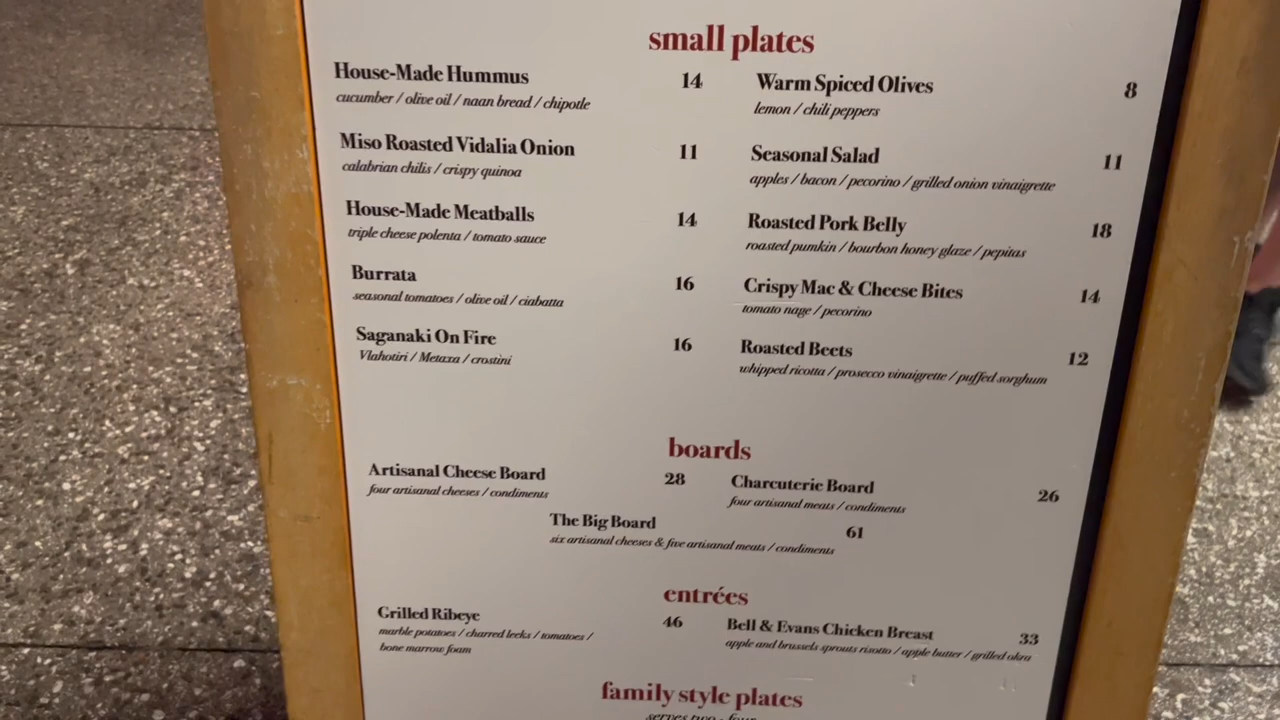 small plates
House-Made Hummus 14
cucumber / olive oil / naan bread / chipotle
Warm Spiced Olives 8
lemon / chili peppers
Miso Roasted Vidalia Onion 11
calabrian chilis / crispy quinoa
Seasonal Salad 11
apples / bacon / pecorino / grilled onion vinaigrette
House-Made Meatballs 14
triple cheese polenta / tomato sauce
Roasted Pork Belly 18
roasted pumkin / bourbon honey glaze / pepitas
Burrata 16
seasonal tomatoes / olive oil / ciabatta
Crispy Mac & Cheese Bites 14
tomato nage / pecorino
Saganaki On Fire 16
Vlahotiri / Metaxa / crostini
Roasted Beets 12
whipped ricotta / prosecco vinaigrette / puffed sorghum
boards
Artisanal Cheese Board 28
four artisanal cheeses / condiments
Charcuterie Board 26
four artisanal meats / condiments
The Big Board 61
six artisanal cheeses & five artisanal meats / condiments
entrées
Grilled Ribeye 46
marble potatoes / charred leeks / tomatoes /
bone marrow foam
Bell & Evans Chicken Breast 33
apple and brussels sprouts risotto / apple butter / grilled okra
family style plates
serves two - four